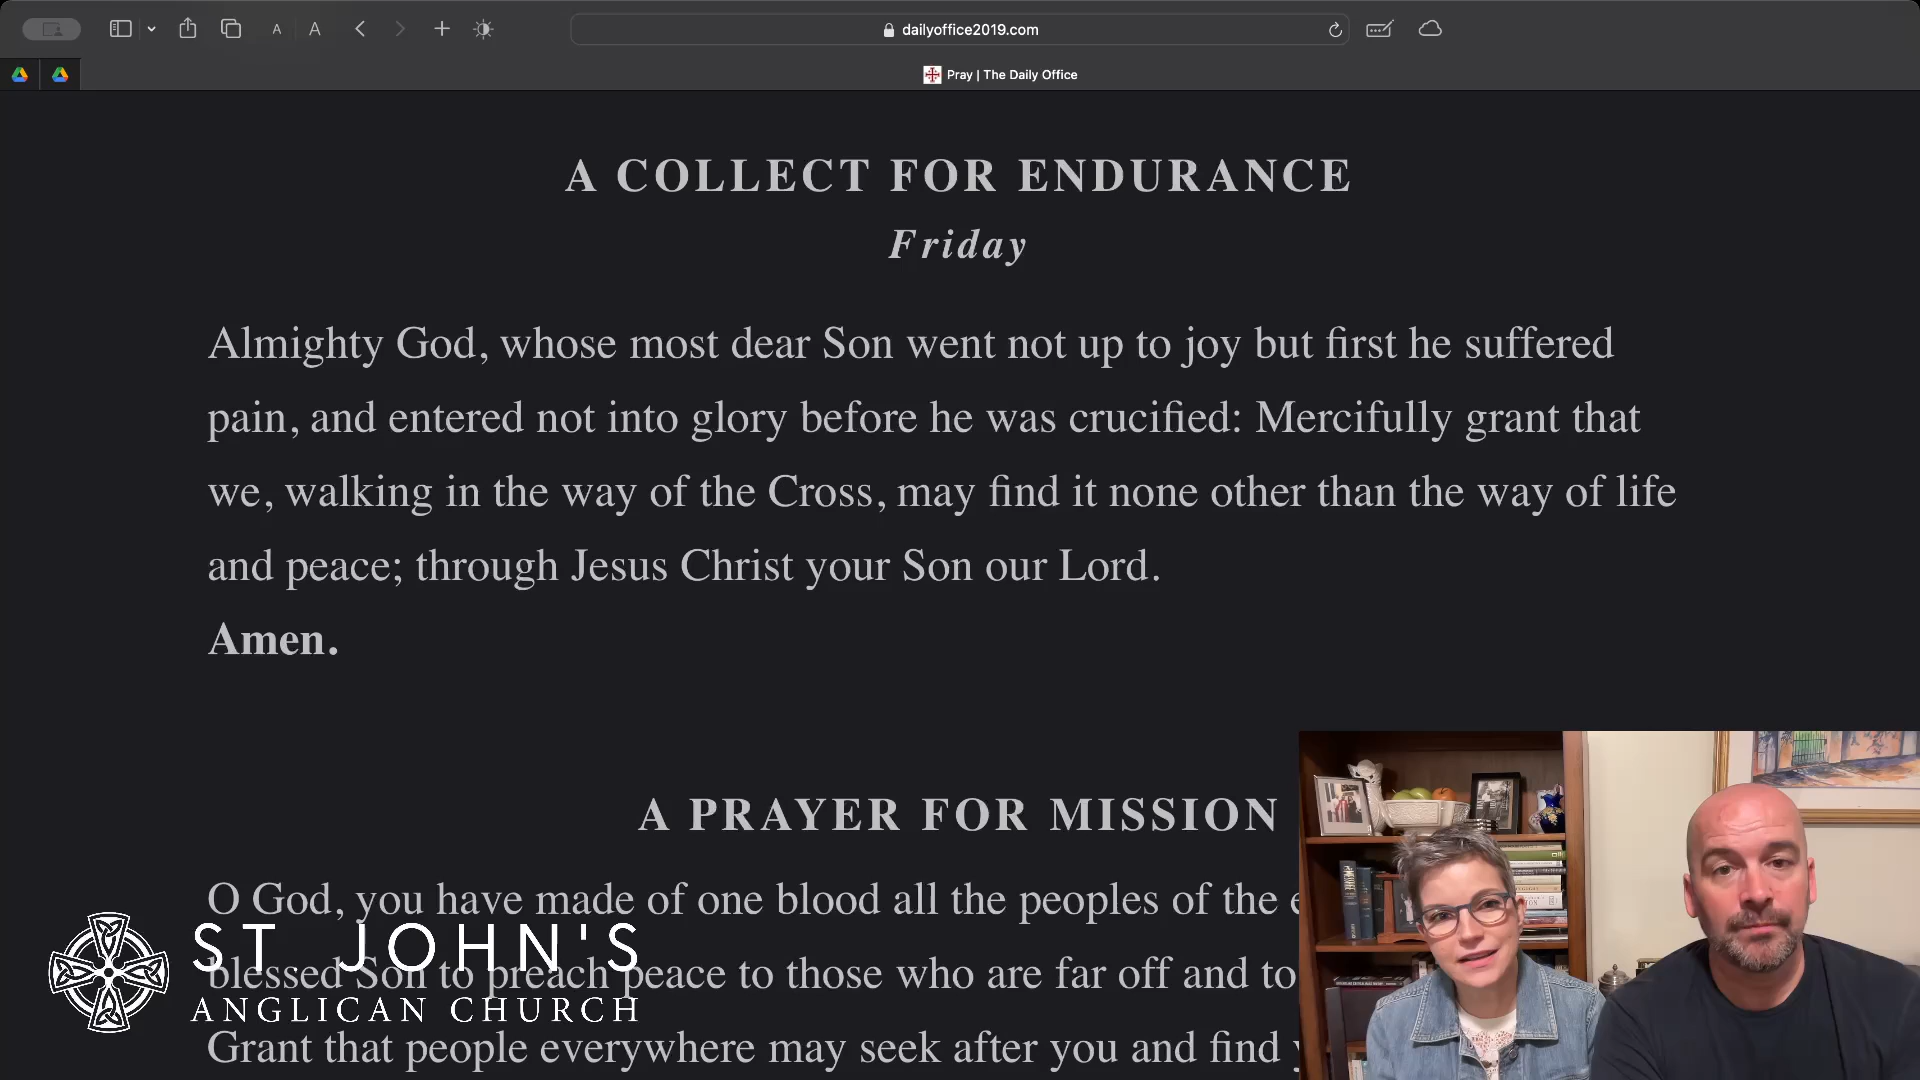 A A dailyoffice2019.com
Pray | The Daily Office
A COLLECT FOR ENDURANCE
Friday
Almighty God, whose most dear Son went not up to joy but first he suffered
pain, and entered not into glory before he was crucified: Mercifully grant that
we, walking in the way of the Cross, may find it none other than the way of life
and peace; through Jesus Christ your Son our Lord.
Amen.
A PRAYER FOR MISSION
O God, you have made of one blood all the peoples of the
blessed Son to preach peace to those who are far off and to
Grant that people everywhere may seek after you and find
ST. JOHN'S
ANGLICAN CHURCH